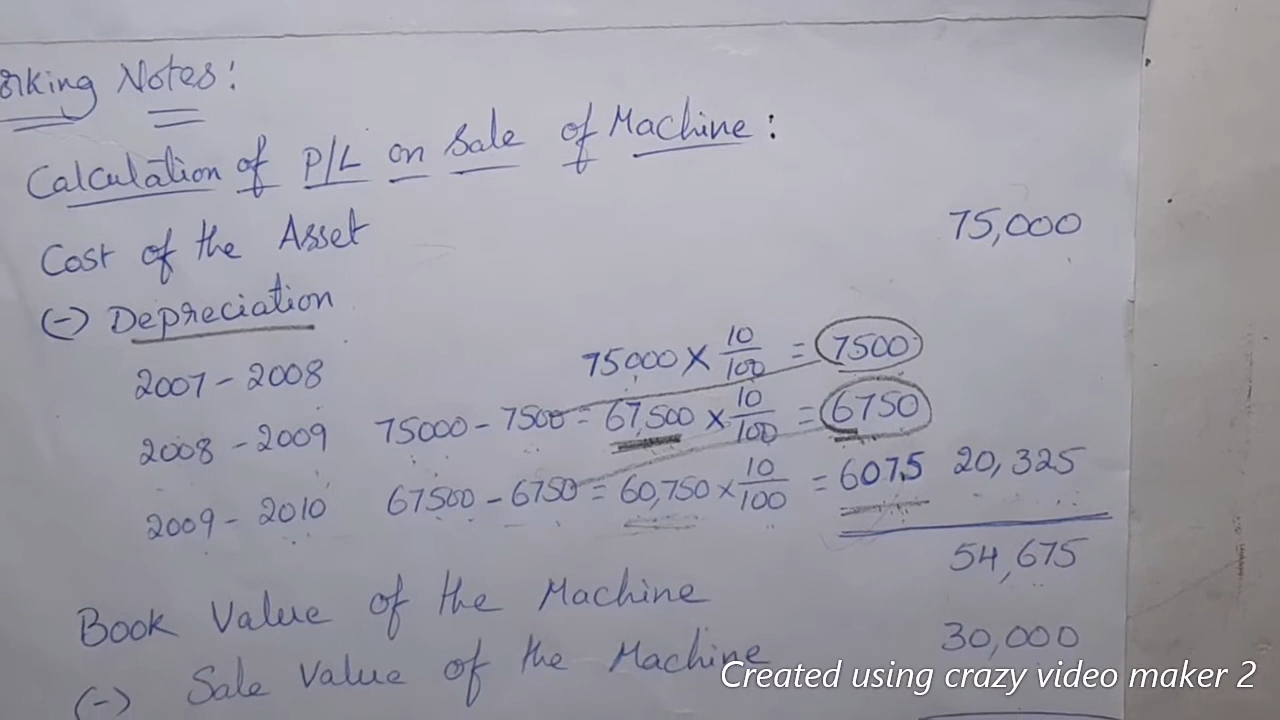 orking Notes:
Calculation of P/L on Sale of Machine:
Cost of the Asset 75,000
(-) Depreciation
2007 - 2008 75000 × 10/100 = 7500
2008 - 2009 75000 - 7500 = 67,500 × 10/100 = 6750
2009 - 2010 67500 - 6750 = 60,750 × 10/100 = 6075 20,325
54,675
Book Value of the Machine
(-) Sale Value of the Machine 30,000
Created using crazy video maker 2